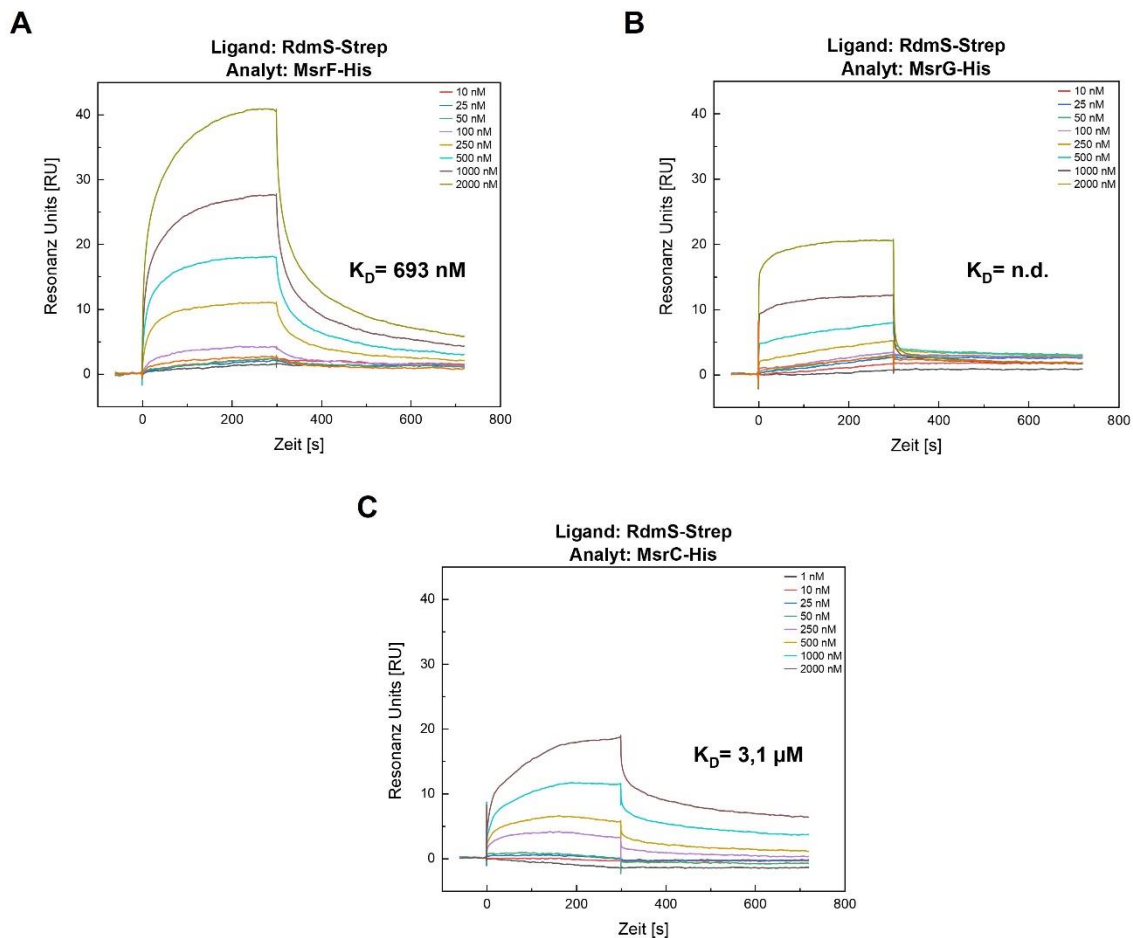 A
Ligand: RdmS-Strep
Analyt: MsrF-His
10 nM
25 nM
50 nM
100 nM
250 nM
500 nM
1000 nM
2000 nM
40
30
20
10
0
Resonanz Units [RU]
K_D= 693 nM
0 200 400 600 800
Zeit [s]
B
Ligand: RdmS-Strep
Analyt: MsrG-His
10 nM
25 nM
50 nM
100 nM
250 nM
500 nM
1000 nM
2000 nM
40
30
20
10
0
Resonanz Units [RU]
K_D= n.d.
0 200 400 600 800
Zeit [s]
C
Ligand: RdmS-Strep
Analyt: MsrC-His
1 nM
10 nM
25 nM
50 nM
250 nM
500 nM
1000 nM
2000 nM
40
30
20
10
0
Resonanz Units [RU]
K_D= 3,1 µM
0 200 400 600 800
Zeit [s]